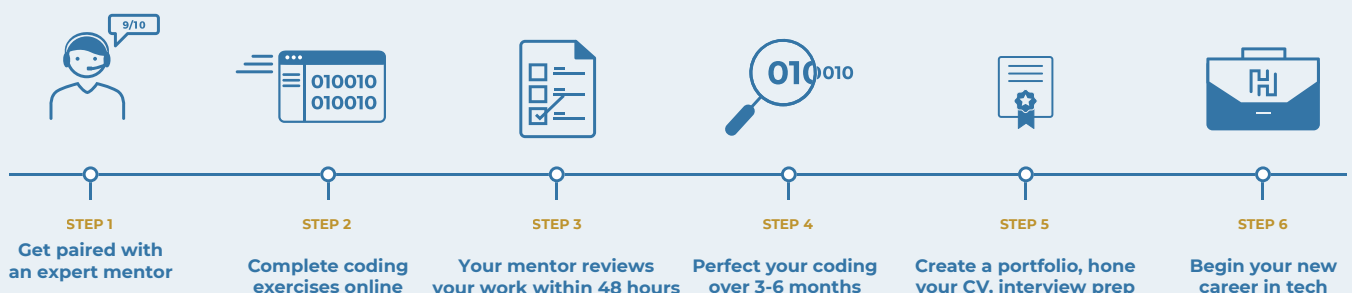 9/10
010010
010010
010
0010
STEP 1
Get paired with
an expert mentor
STEP 2
Complete coding
exercises online
STEP 3
Your mentor reviews
your work within 48 hours
STEP 4
Perfect your coding
over 3-6 months
STEP 5
Create a portfolio, hone
your CV, interview prep
STEP 6
Begin your new
career in tech